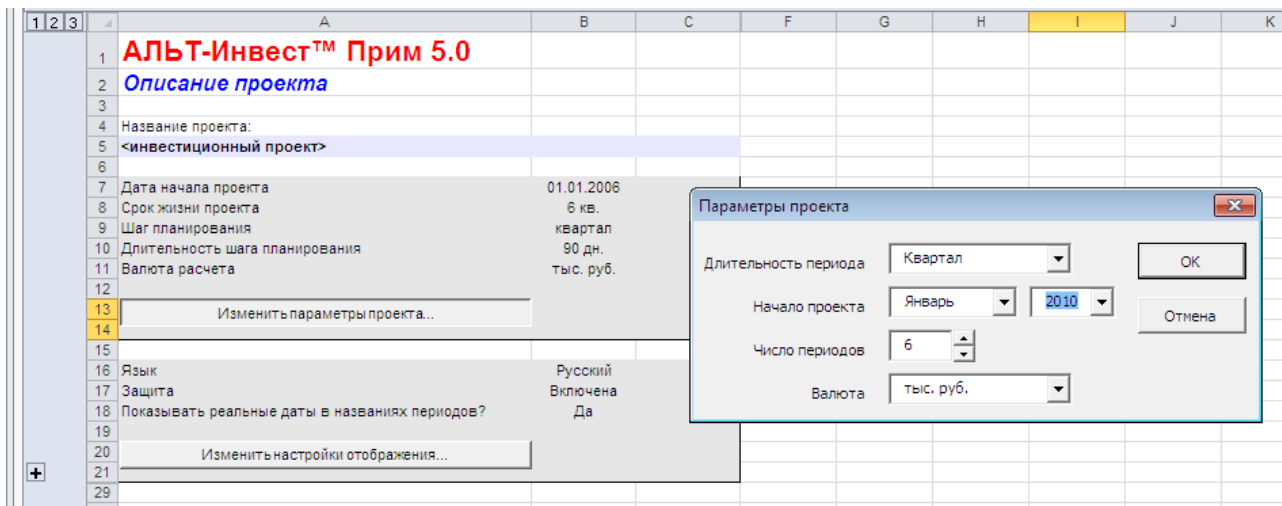 1 2 3 A B C F G H I J K
1 АЛЬТ-Инвест™ Прим 5.0
2 Описание проекта
3
4 Название проекта:
5 <инвестиционный проект>
6
7 Дата начала проекта 01.01.2006
8 Срок жизни проекта 6 кв.
9 Шаг планирования квартал
10 Длительность шага планирования 90 дн.
11 Валюта расчета тыс. руб.
12
13 Изменить параметры проекта...
14
15
16 Язык Русский
17 Защита Включена
18 Показывать реальные даты в названиях периодов? Да
19
20 Изменить настройки отображения...
21
29
Параметры проекта
Длительность периода Квартал OK
Начало проекта Январь 2010 Отмена
Число периодов 6
Валюта тыс. руб.